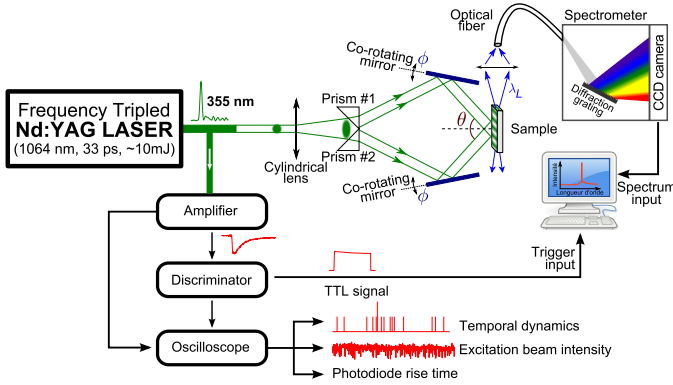 Optical
fiber
Spectrometer
Co-rotating
mirror
ϕ
λL
CCD camera
Diffraction
grating
355 nm
Prism #1
Frequency Tripled
Nd:YAG LASER
(1064 nm, 33 ps, ~10mJ)
θ
Sample
Prism #2
Cylindrical
lens
Co-rotating
mirror
ϕ
intensité
Longueur d'onde
Spectrum
input
Amplifier
Trigger
input
Discriminator
TTL signal
Oscilloscope
Temporal dynamics
Excitation beam intensity
Photodiode rise time